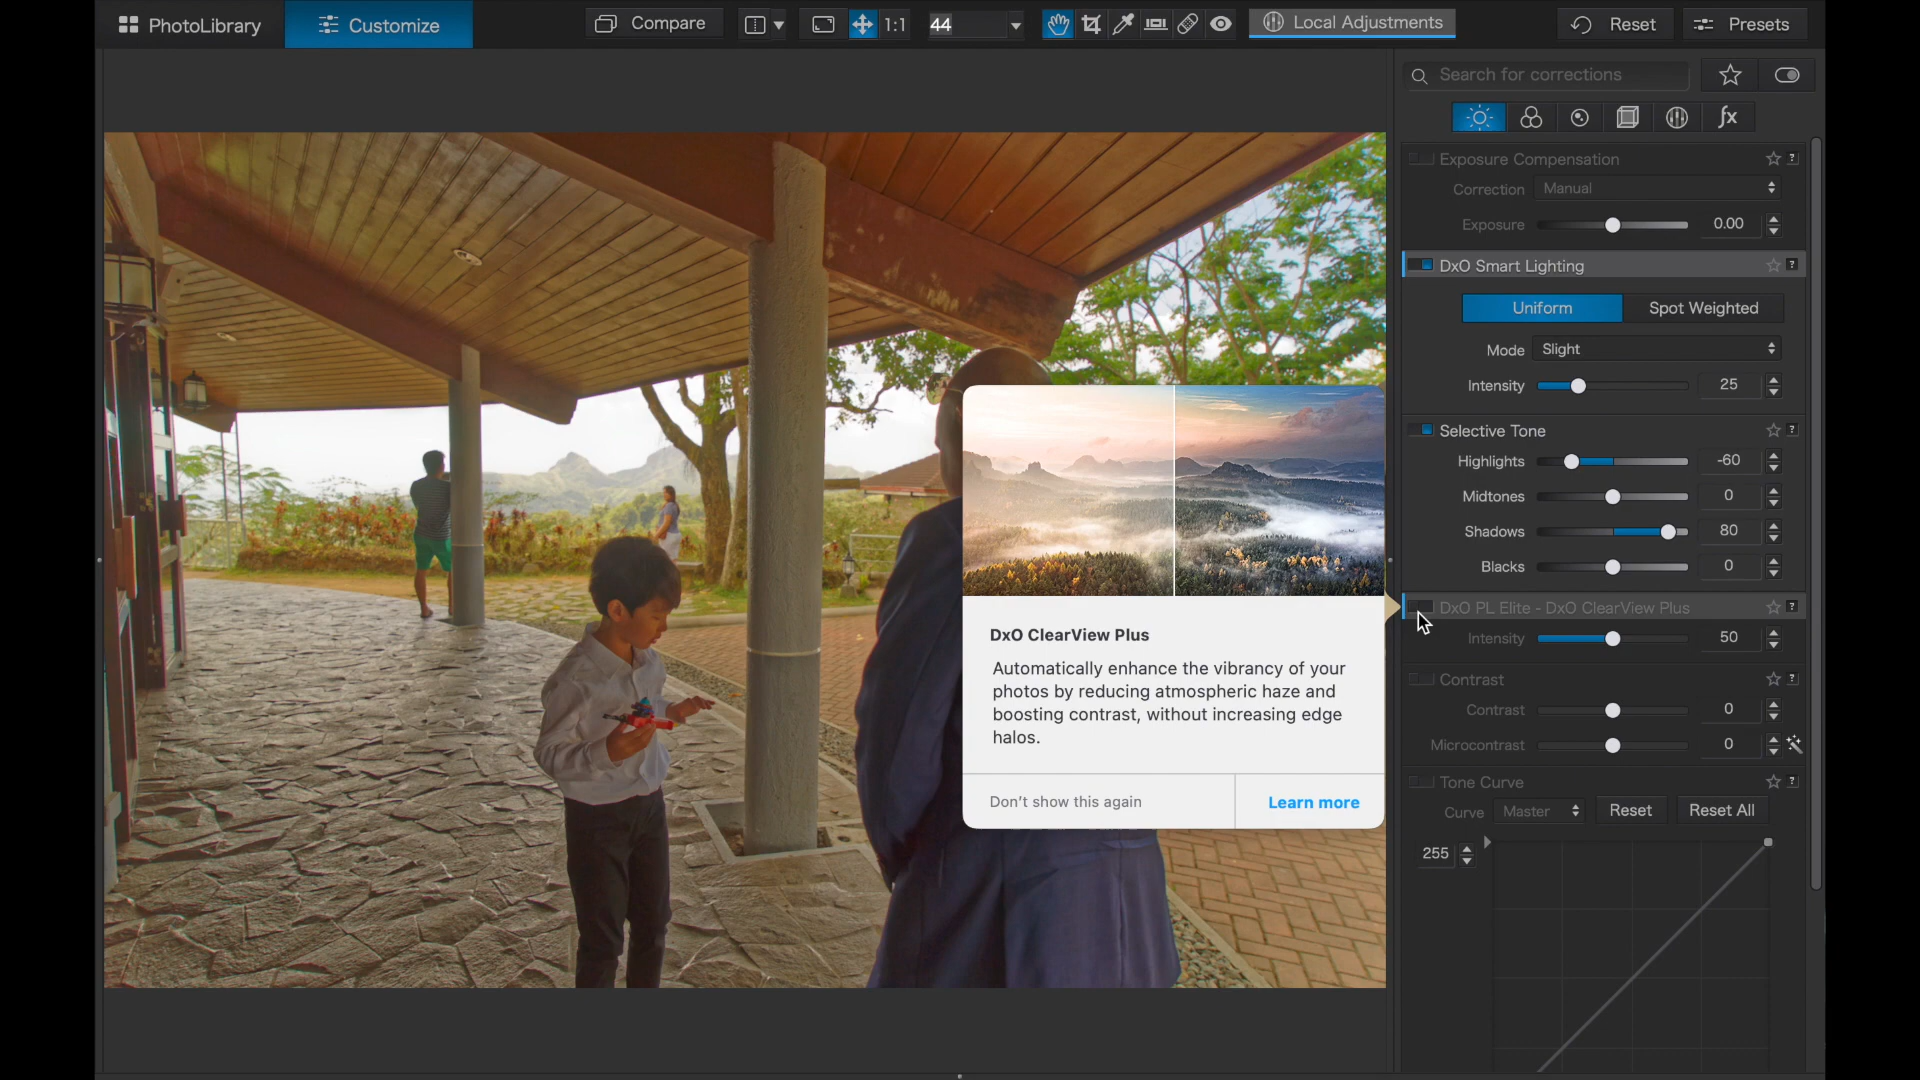 PhotoLibrary
Customize
Compare
1:1
44
Local Adjustments
Reset
Presets
Search for corrections
fx
Exposure Compensation
?
Correction
Manual
Exposure
0.00
DxO Smart Lighting
?
Uniform
Spot Weighted
Mode
Slight
Intensity
25
Selective Tone
?
Highlights
-60
Midtones
0
Shadows
80
Blacks
0
DxO PL Elite - DxO ClearView Plus
?
Intensity
50
Contrast
?
Contrast
0
Microcontrast
0
Tone Curve
?
Curve
Master
Reset
Reset All
255
DxO ClearView Plus
Automatically enhance the vibrancy of your
photos by reducing atmospheric haze and
boosting contrast, without increasing edge
halos.
Don't show this again
Learn more